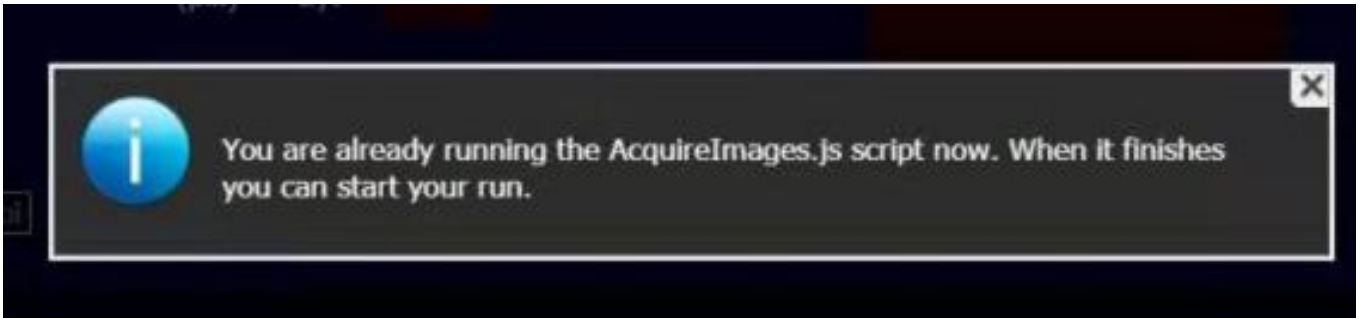 You are already running the AcquireImages.js script now. When it finishes
you can start your run.